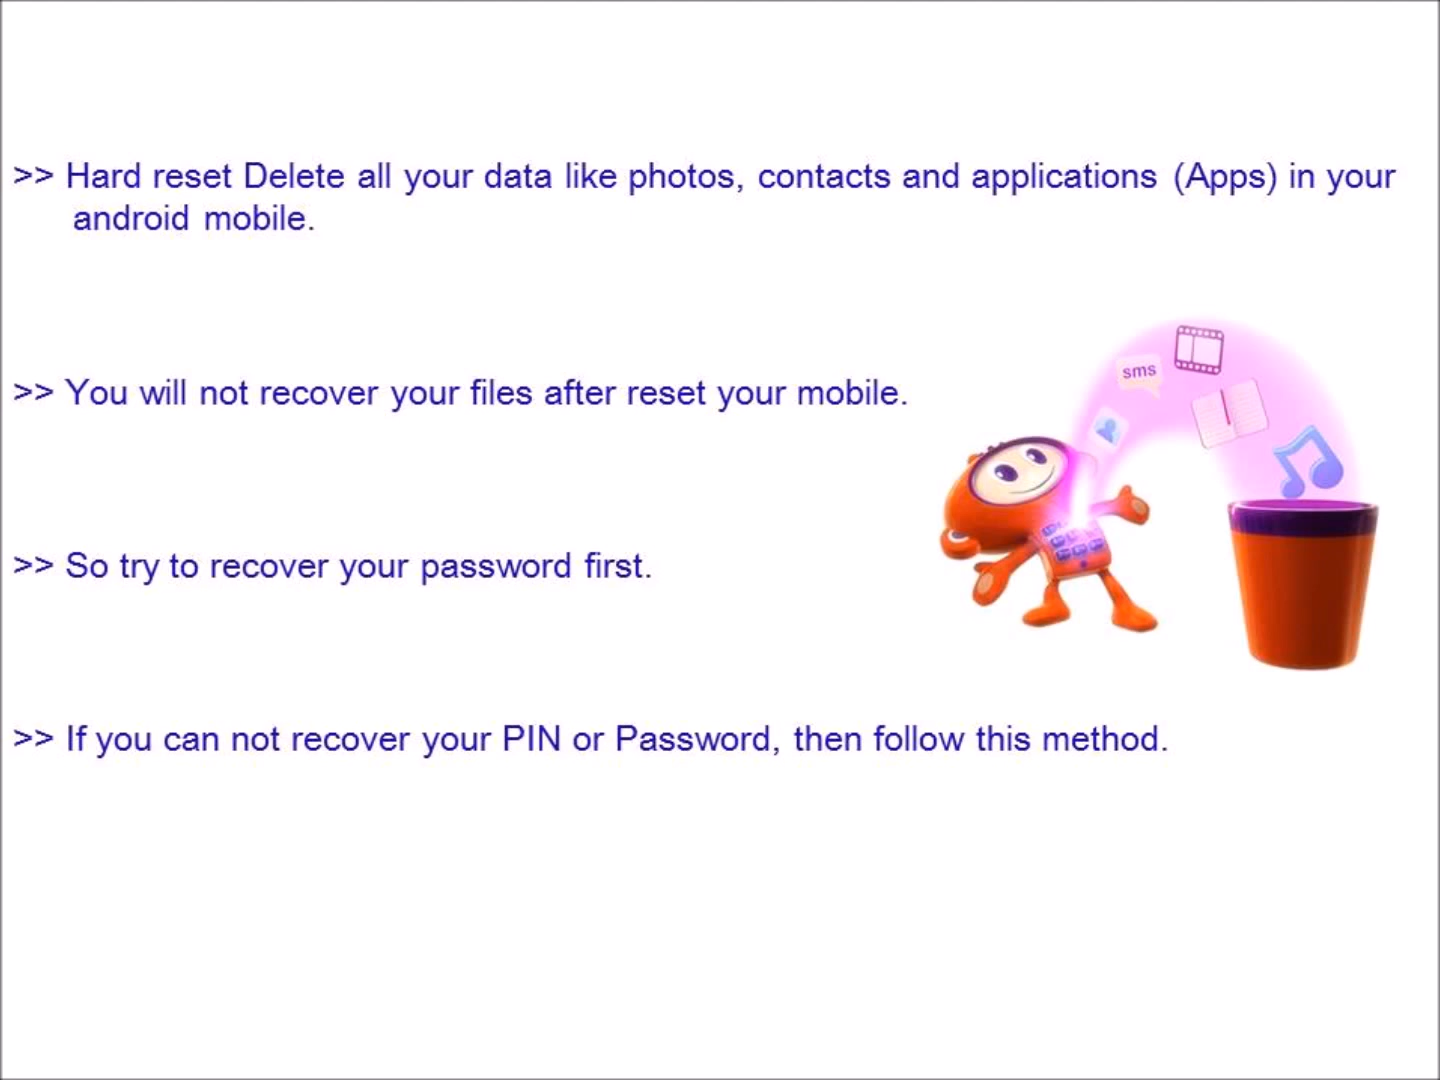 >> Hard reset Delete all your data like photos, contacts and applications (Apps) in your
android mobile.
sms
>> You will not recover your files after reset your mobile.
>> So try to recover your password first.
>> If you can not recover your PIN or Password, then follow this method.